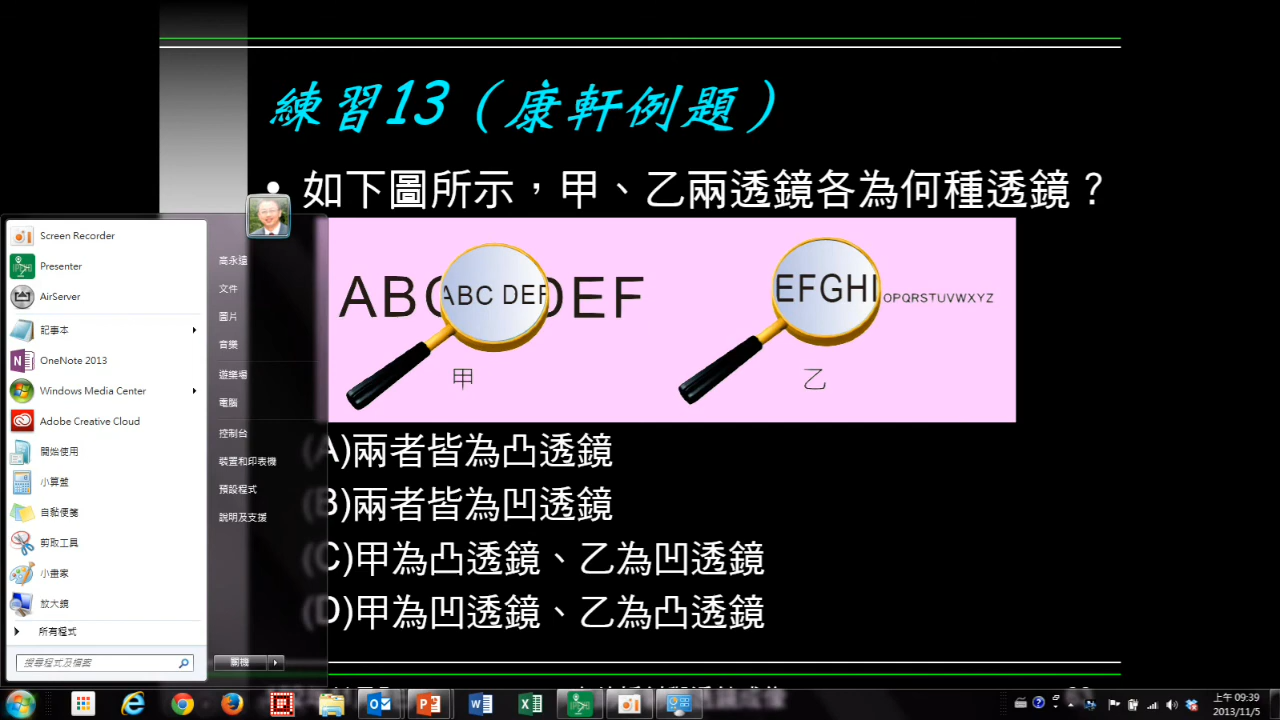 練習13（康軒例題）
• 如下圖所示，甲、乙兩透鏡各為何種透鏡？
ABC
ABC DEF
DEF
甲
EFGHI
OPQRSTUVWXYZ
乙
(A)兩者皆為凸透鏡
(B)兩者皆為凹透鏡
(C)甲為凸透鏡、乙為凹透鏡
(D)甲為凹透鏡、乙為凸透鏡
Screen Recorder
Presenter
AirServer
記事本
OneNote 2013
Windows Media Center
Adobe Creative Cloud
開始使用
小算盤
自黏便箋
剪取工具
小畫家
放大鏡
所有程式
搜尋程式及檔案
高永遠
文件
圖片
音樂
遊樂場
電腦
控制台
裝置和印表機
預設程式
說明及支援
關機
上午 09:39
2013/11/5